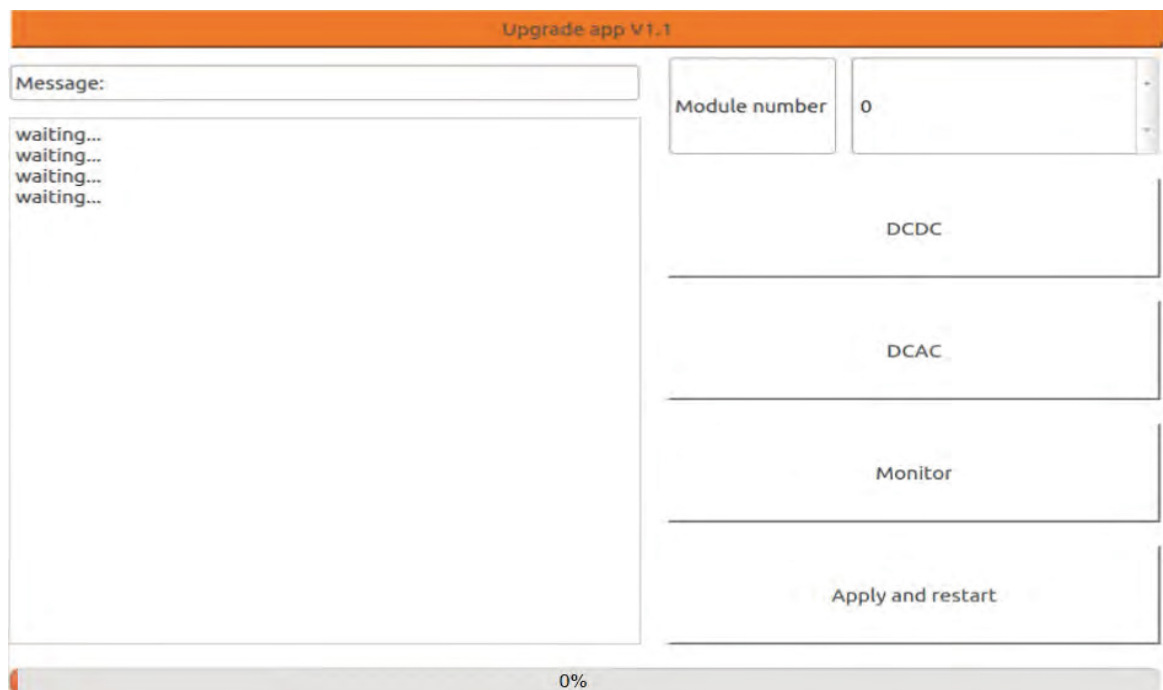 Upgrade app V1.1
Message:
waiting...
waiting...
waiting...
waiting...
Module number
0
DCDC
DCAC
Monitor
Apply and restart
0%